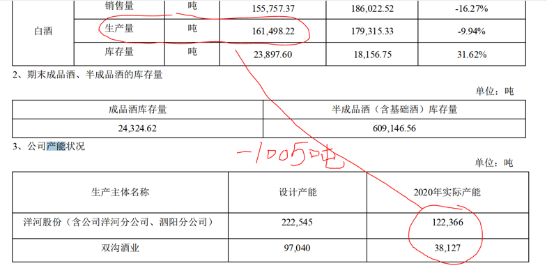 白酒 销售量 吨 155,757.37 186,022.52 -16.27%
生产量 吨 161,498.22 179,315.33 -9.94%
库存量 吨 23,897.60 18,156.75 31.62%
2、期末成品酒、半成品酒的库存量
单位：吨
成品酒库存量 半成品酒（含基础酒）库存量
24,324.62 609,146.56
3、公司产能状况
-1005吨
单位：吨
生产主体名称 设计产能 2020年实际产能
洋河股份（含公司洋河分公司、泗阳分公司） 222,545 122,366
双沟酒业 97,040 38,127